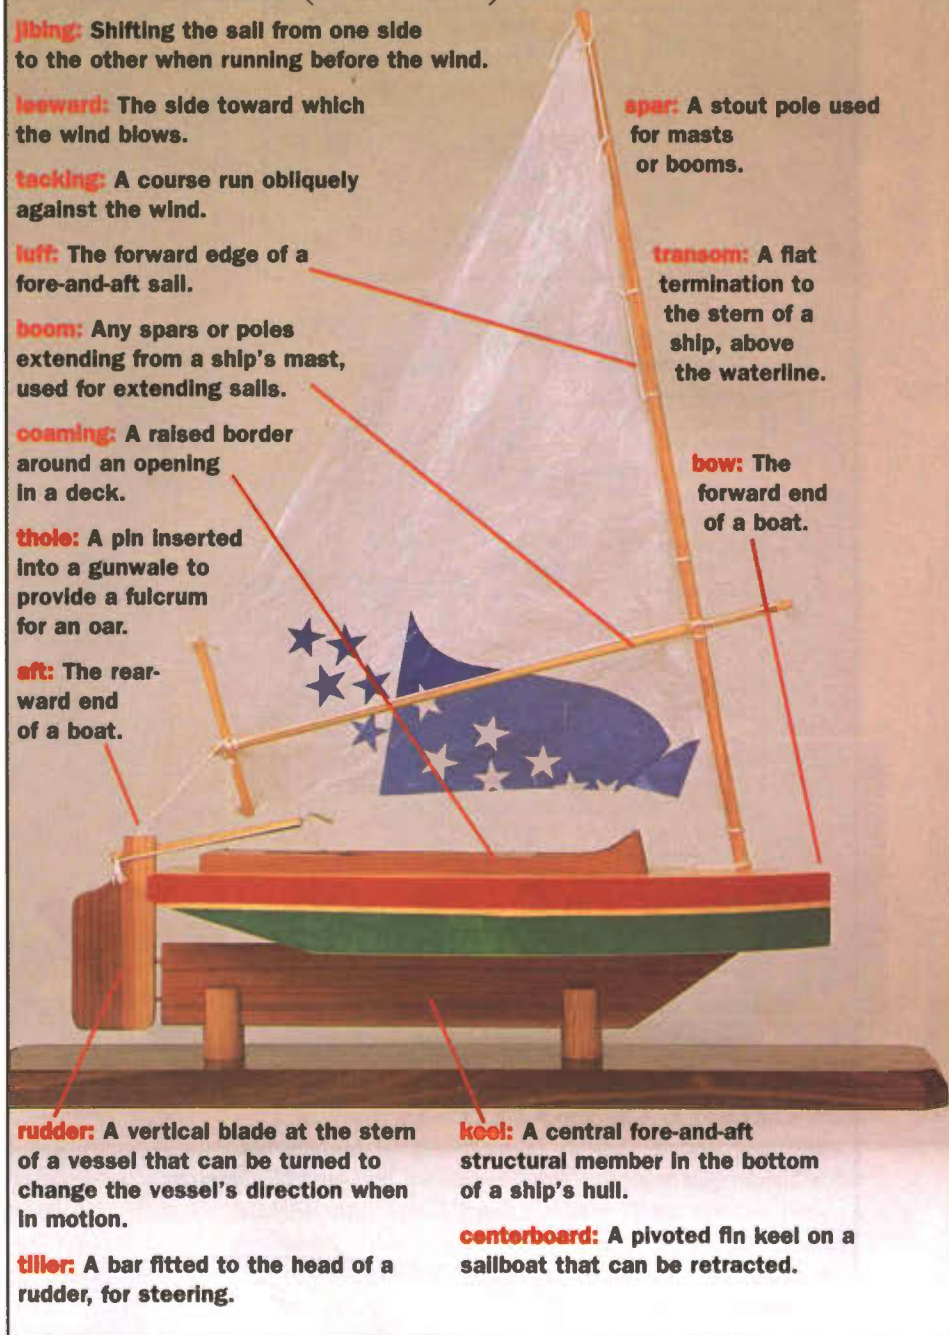 jibing: Shifting the sail from one side
to the other when running before the wind.
leeward: The side toward which
the wind blows.
tacking: A course run obliquely
against the wind.
luff: The forward edge of a
fore-and-aft sail.
boom: Any spars or poles
extending from a ship's mast,
used for extending sails.
coaming: A raised border
around an opening
in a deck.
thole: A pin inserted
into a gunwale to
provide a fulcrum
for an oar.
aft: The rear-
ward end
of a boat.
spar: A stout pole used
for masts
or booms.
transom: A flat
termination to
the stern of a
ship, above
the waterline.
bow: The
forward end
of a boat.
rudder: A vertical blade at the stern
of a vessel that can be turned to
change the vessel's direction when
in motion.
tiller: A bar fitted to the head of a
rudder, for steering.
keel: A central fore-and-aft
structural member in the bottom
of a ship's hull.
centerboard: A pivoted fin keel on a
sailboat that can be retracted.